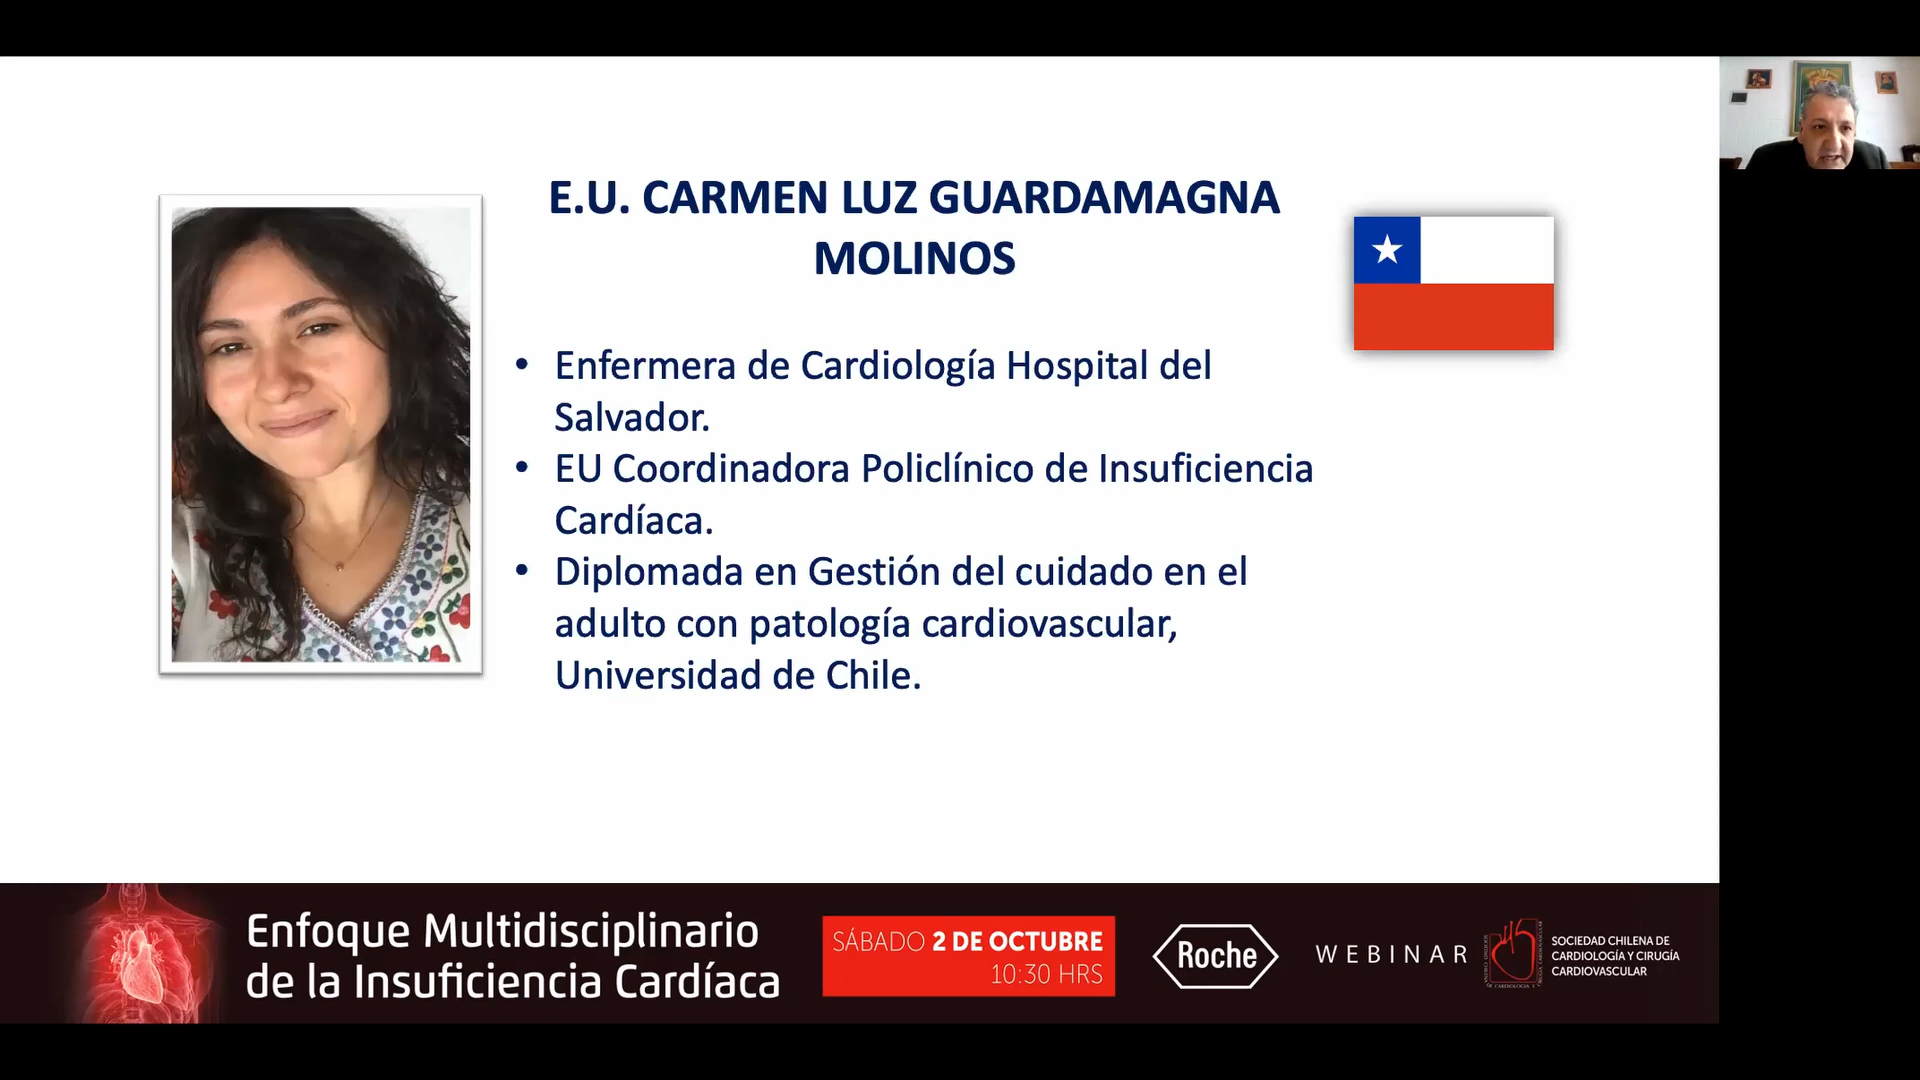 E.U. CARMEN LUZ GUARDAMAGNA
MOLINOS
• Enfermera de Cardiología Hospital del
Salvador.
• EU Coordinadora Policlínico de Insuficiencia
Cardíaca.
• Diplomada en Gestión del cuidado en el
adulto con patología cardiovascular,
Universidad de Chile.
Enfoque Multidisciplinario
de la Insuficiencia Cardíaca
SÁBADO 2 DE OCTUBRE
10:30 HRS
Roche
WEBINAR
SOCIEDAD CHILENA DE
CARDIOLOGÍA Y CIRUGÍA
CARDIOVASCULAR